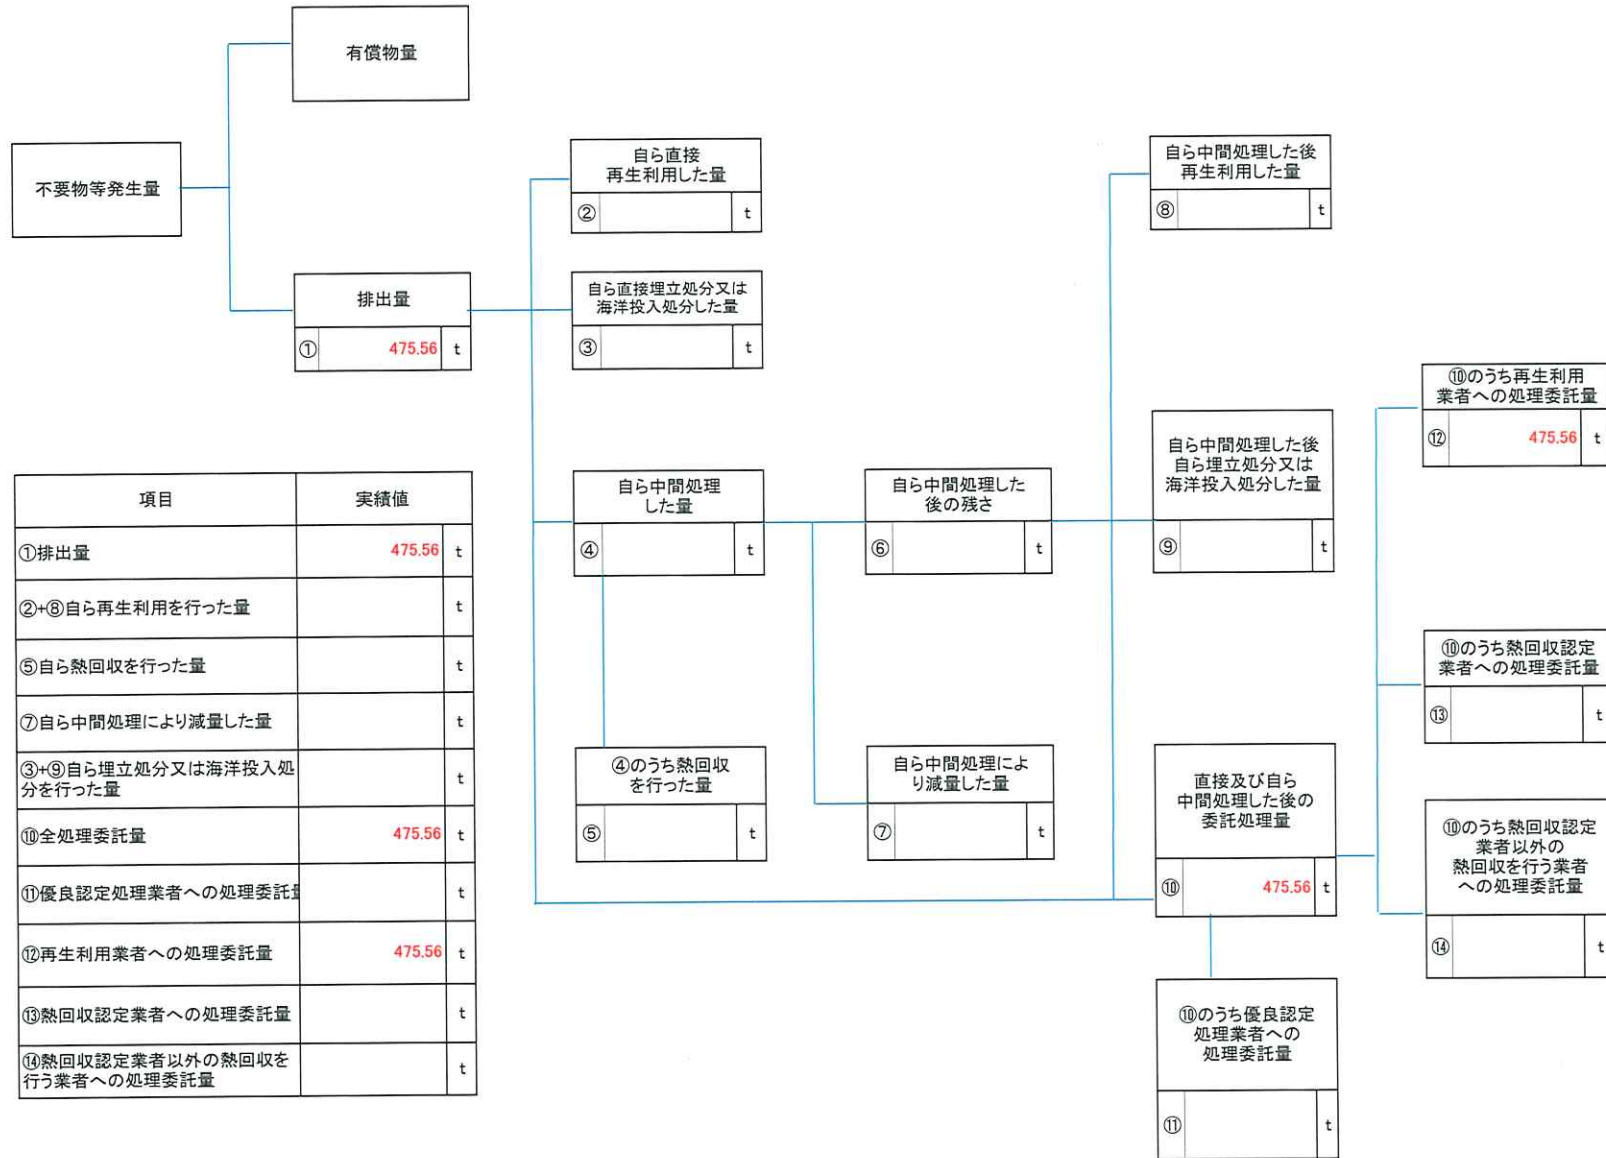 有償物量
不要物等発生量
排出量
① 475.56 t
自ら直接
再生利用した量
② t
自ら直接埋立処分又は
海洋投入処分した量
③ t
自ら中間処理
した量
④ t
④のうち熱回収
を行った量
⑤ t
自ら中間処理した
後の残さ
⑥ t
自ら中間処理によ
り減量した量
⑦ t
自ら中間処理した後
再生利用した量
⑧ t
自ら中間処理した後
自ら埋立処分又は
海洋投入処分した量
⑨ t
直接及び自ら
中間処理した後の
委託処理量
⑩ 475.56 t
⑩のうち優良認定
処理業者への
処理委託量
⑪ t
⑩のうち再生利用
業者への処理委託量
⑫ 475.56 t
⑩のうち熱回収認定
業者への処理委託量
⑬ t
⑩のうち熱回収認定
業者以外の
熱回収を行う業者
への処理委託量
⑭ t
項目 実績値
①排出量 475.56 t
②+⑧自ら再生利用を行った量 t
⑤自ら熱回収を行った量 t
⑦自ら中間処理により減量した量 t
③+⑨自ら埋立処分又は海洋投入処
分を行った量 t
⑩全処理委託量 475.56 t
⑪優良認定処理業者への処理委託量 t
⑫再生利用業者への処理委託量 475.56 t
⑬熱回収認定業者への処理委託量 t
⑭熱回収認定業者以外の熱回収を
行う業者への処理委託量 t